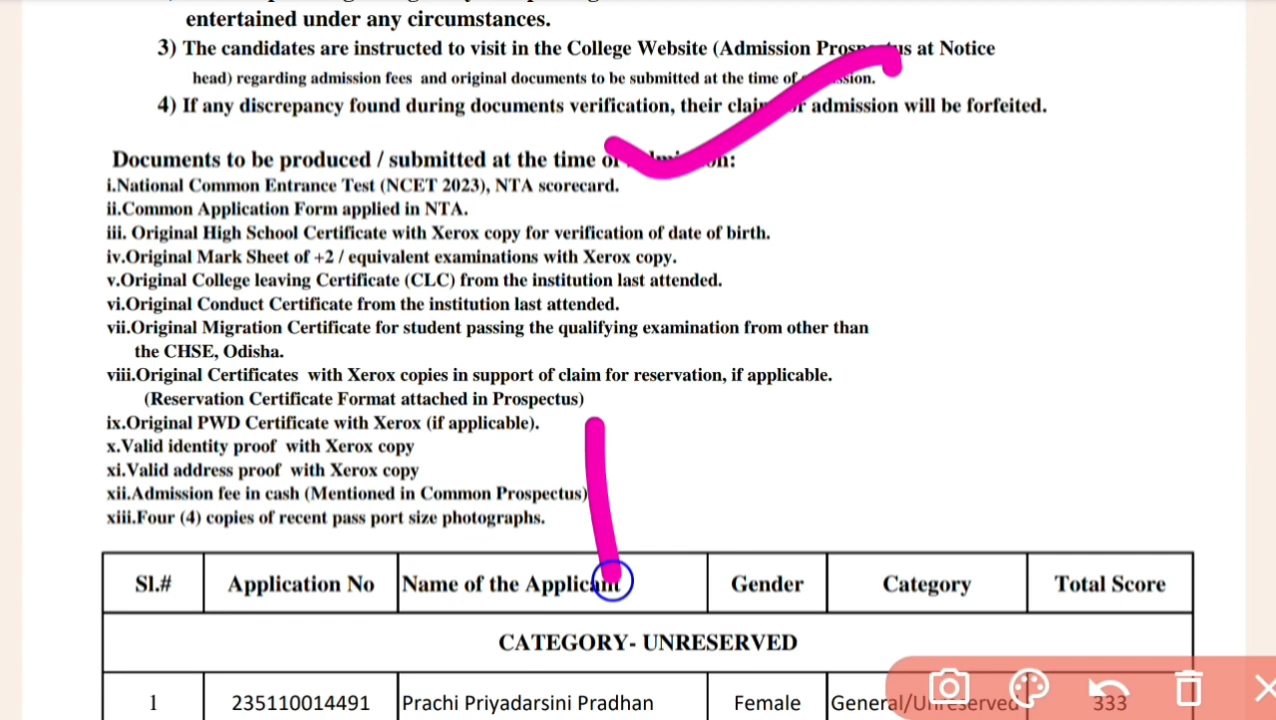 entertained under any circumstances.
3) The candidates are instructed to visit in the College Website (Admission at Notice
head) regarding admission fees and original documents to be submitted at the time of
4) If any discrepancy found during documents verification, their admission will be forfeited.
Documents to be produced / submitted at the time of
i.National Common Entrance Test (NCET 2023), NTA scorecard.
ii.Common Application Form applied in NTA.
iii. Original High School Certificate with Xerox copy for verification of date of birth.
iv.Original Mark Sheet of +2 / equivalent examinations with Xerox copy.
v.Original College leaving Certificate (CLC) from the institution last attended.
vi.Original Conduct Certificate from the institution last attended.
vii.Original Migration Certificate for student passing the qualifying examination from other than
the CHSE, Odisha.
viii.Original Certificates with Xerox copies in support of claim for reservation, if applicable.
(Reservation Certificate Format attached in Prospectus)
ix.Original PWD Certificate with Xerox (if applicable).
x.Valid identity proof with Xerox copy
xi.Valid address proof with Xerox copy
xii.Admission fee in cash (Mentioned in Common Prospectus)
xiii.Four (4) copies of recent pass port size photographs.
Sl.# Application No Name of the Applicant Gender Category Total Score
CATEGORY- UNRESERVED
1 235110014491 Prachi Priyadarsini Pradhan Female General/Unreserved 333